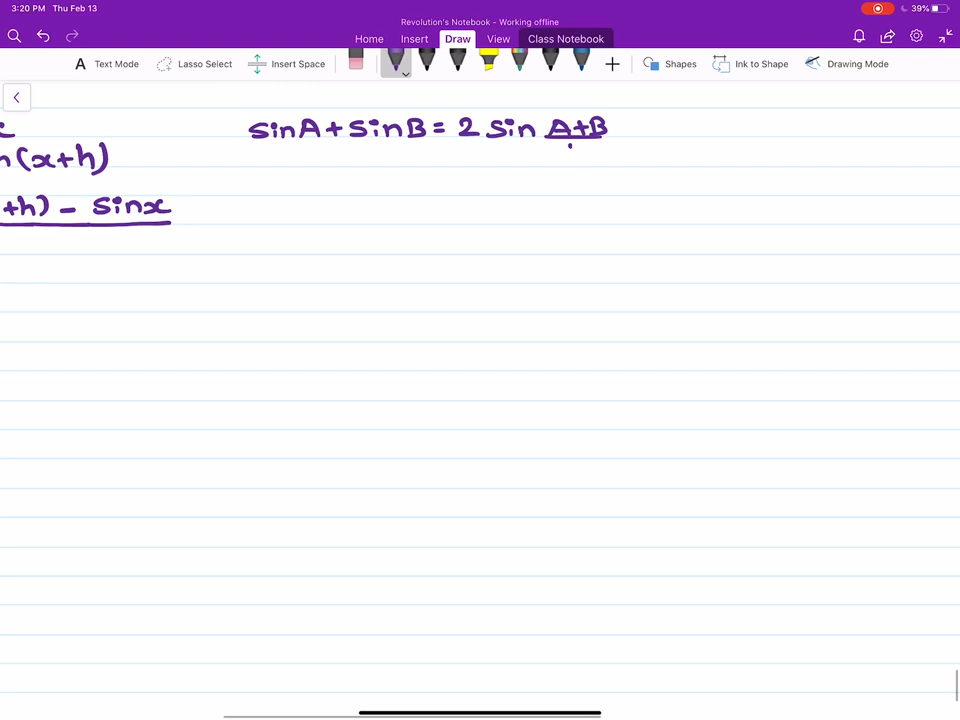 3:20 PM Thu Feb 13
39%
Revolution's Notebook - Working offline
Home Insert Draw View Class Notebook
A Text Mode Lasso Select Insert Space Shapes Ink to Shape Drawing Mode
sinA + sinB = 2 sin A+B
(x+h)
+h) - sinx